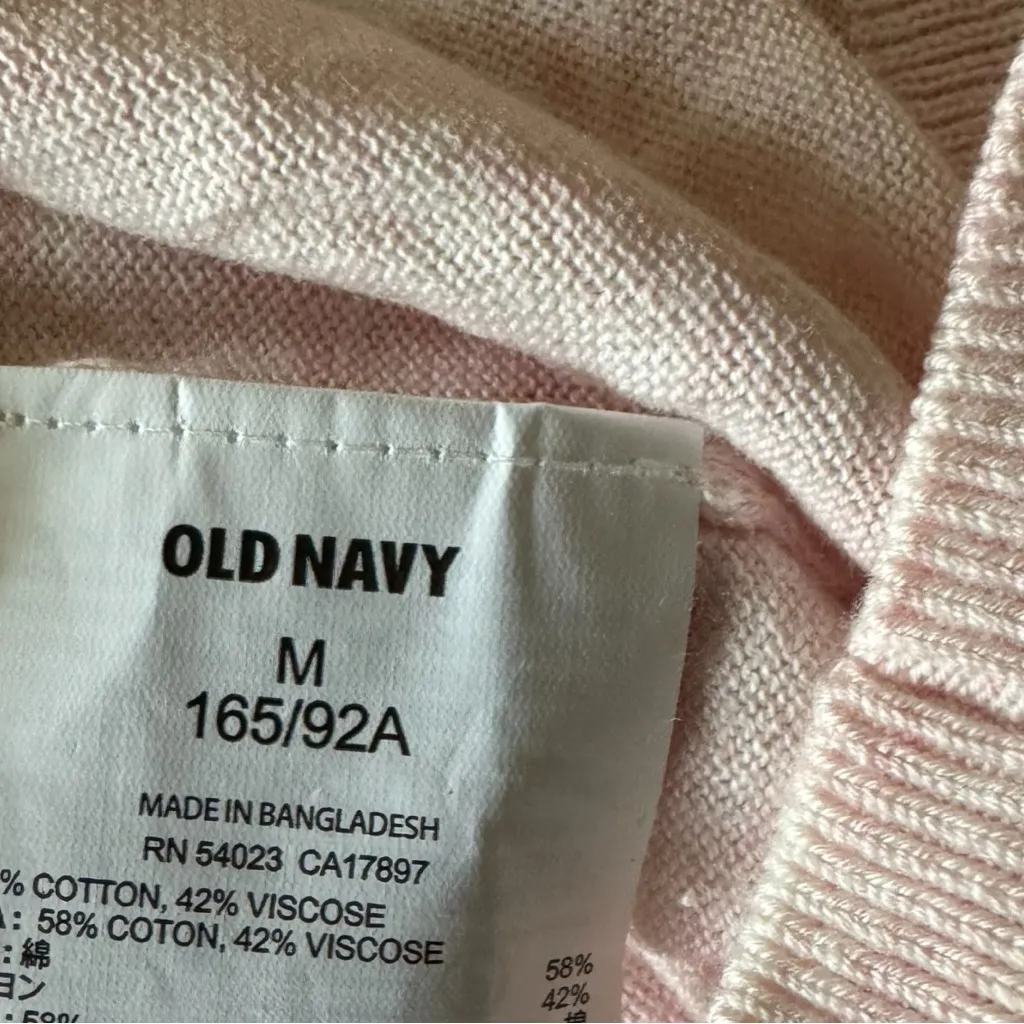 OLD NAVY
M
165/92A
MADE IN BANGLADESH
RN 54023 CA17897
% COTTON, 42% VISCOSE
: 58% COTON, 42% VISCOSE
: 綿 58%
ヨン 42%
: 58%